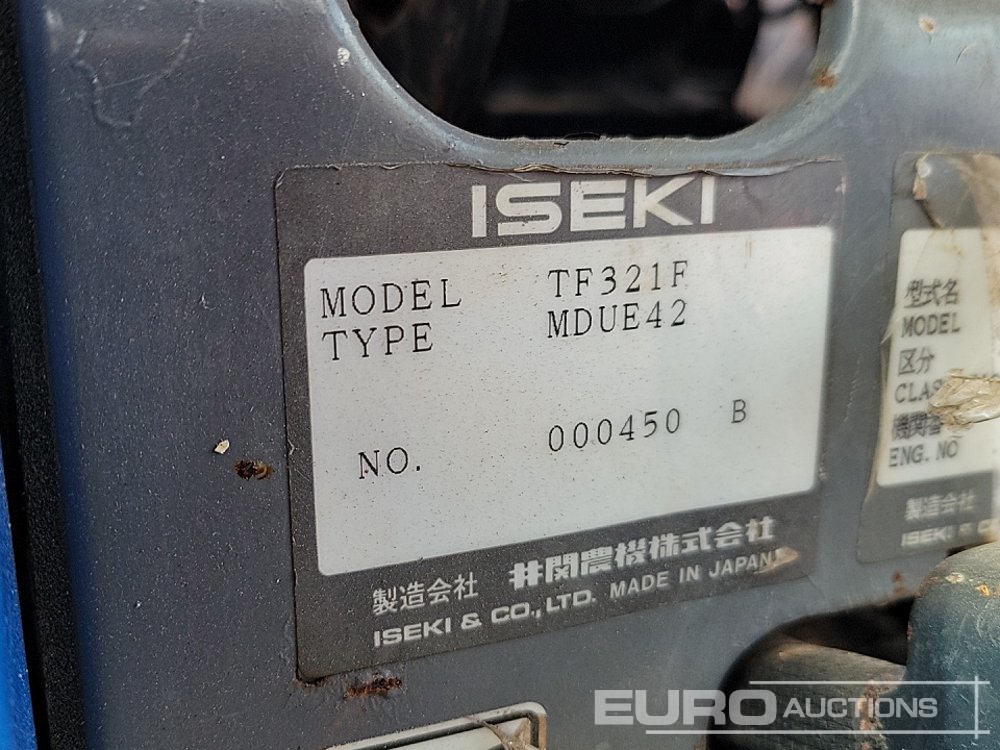 ISEKI
MODEL TF321F
TYPE MDUE42
NO. 000450 B
製造会社 井関農機株式会社
ISEKI & CO.,LTD. MADE IN JAPAN
型式名
MODEL
区分
CLAS
機関番
ENG.NO
製造会社
ISEKI &
EURO AUCTIONS